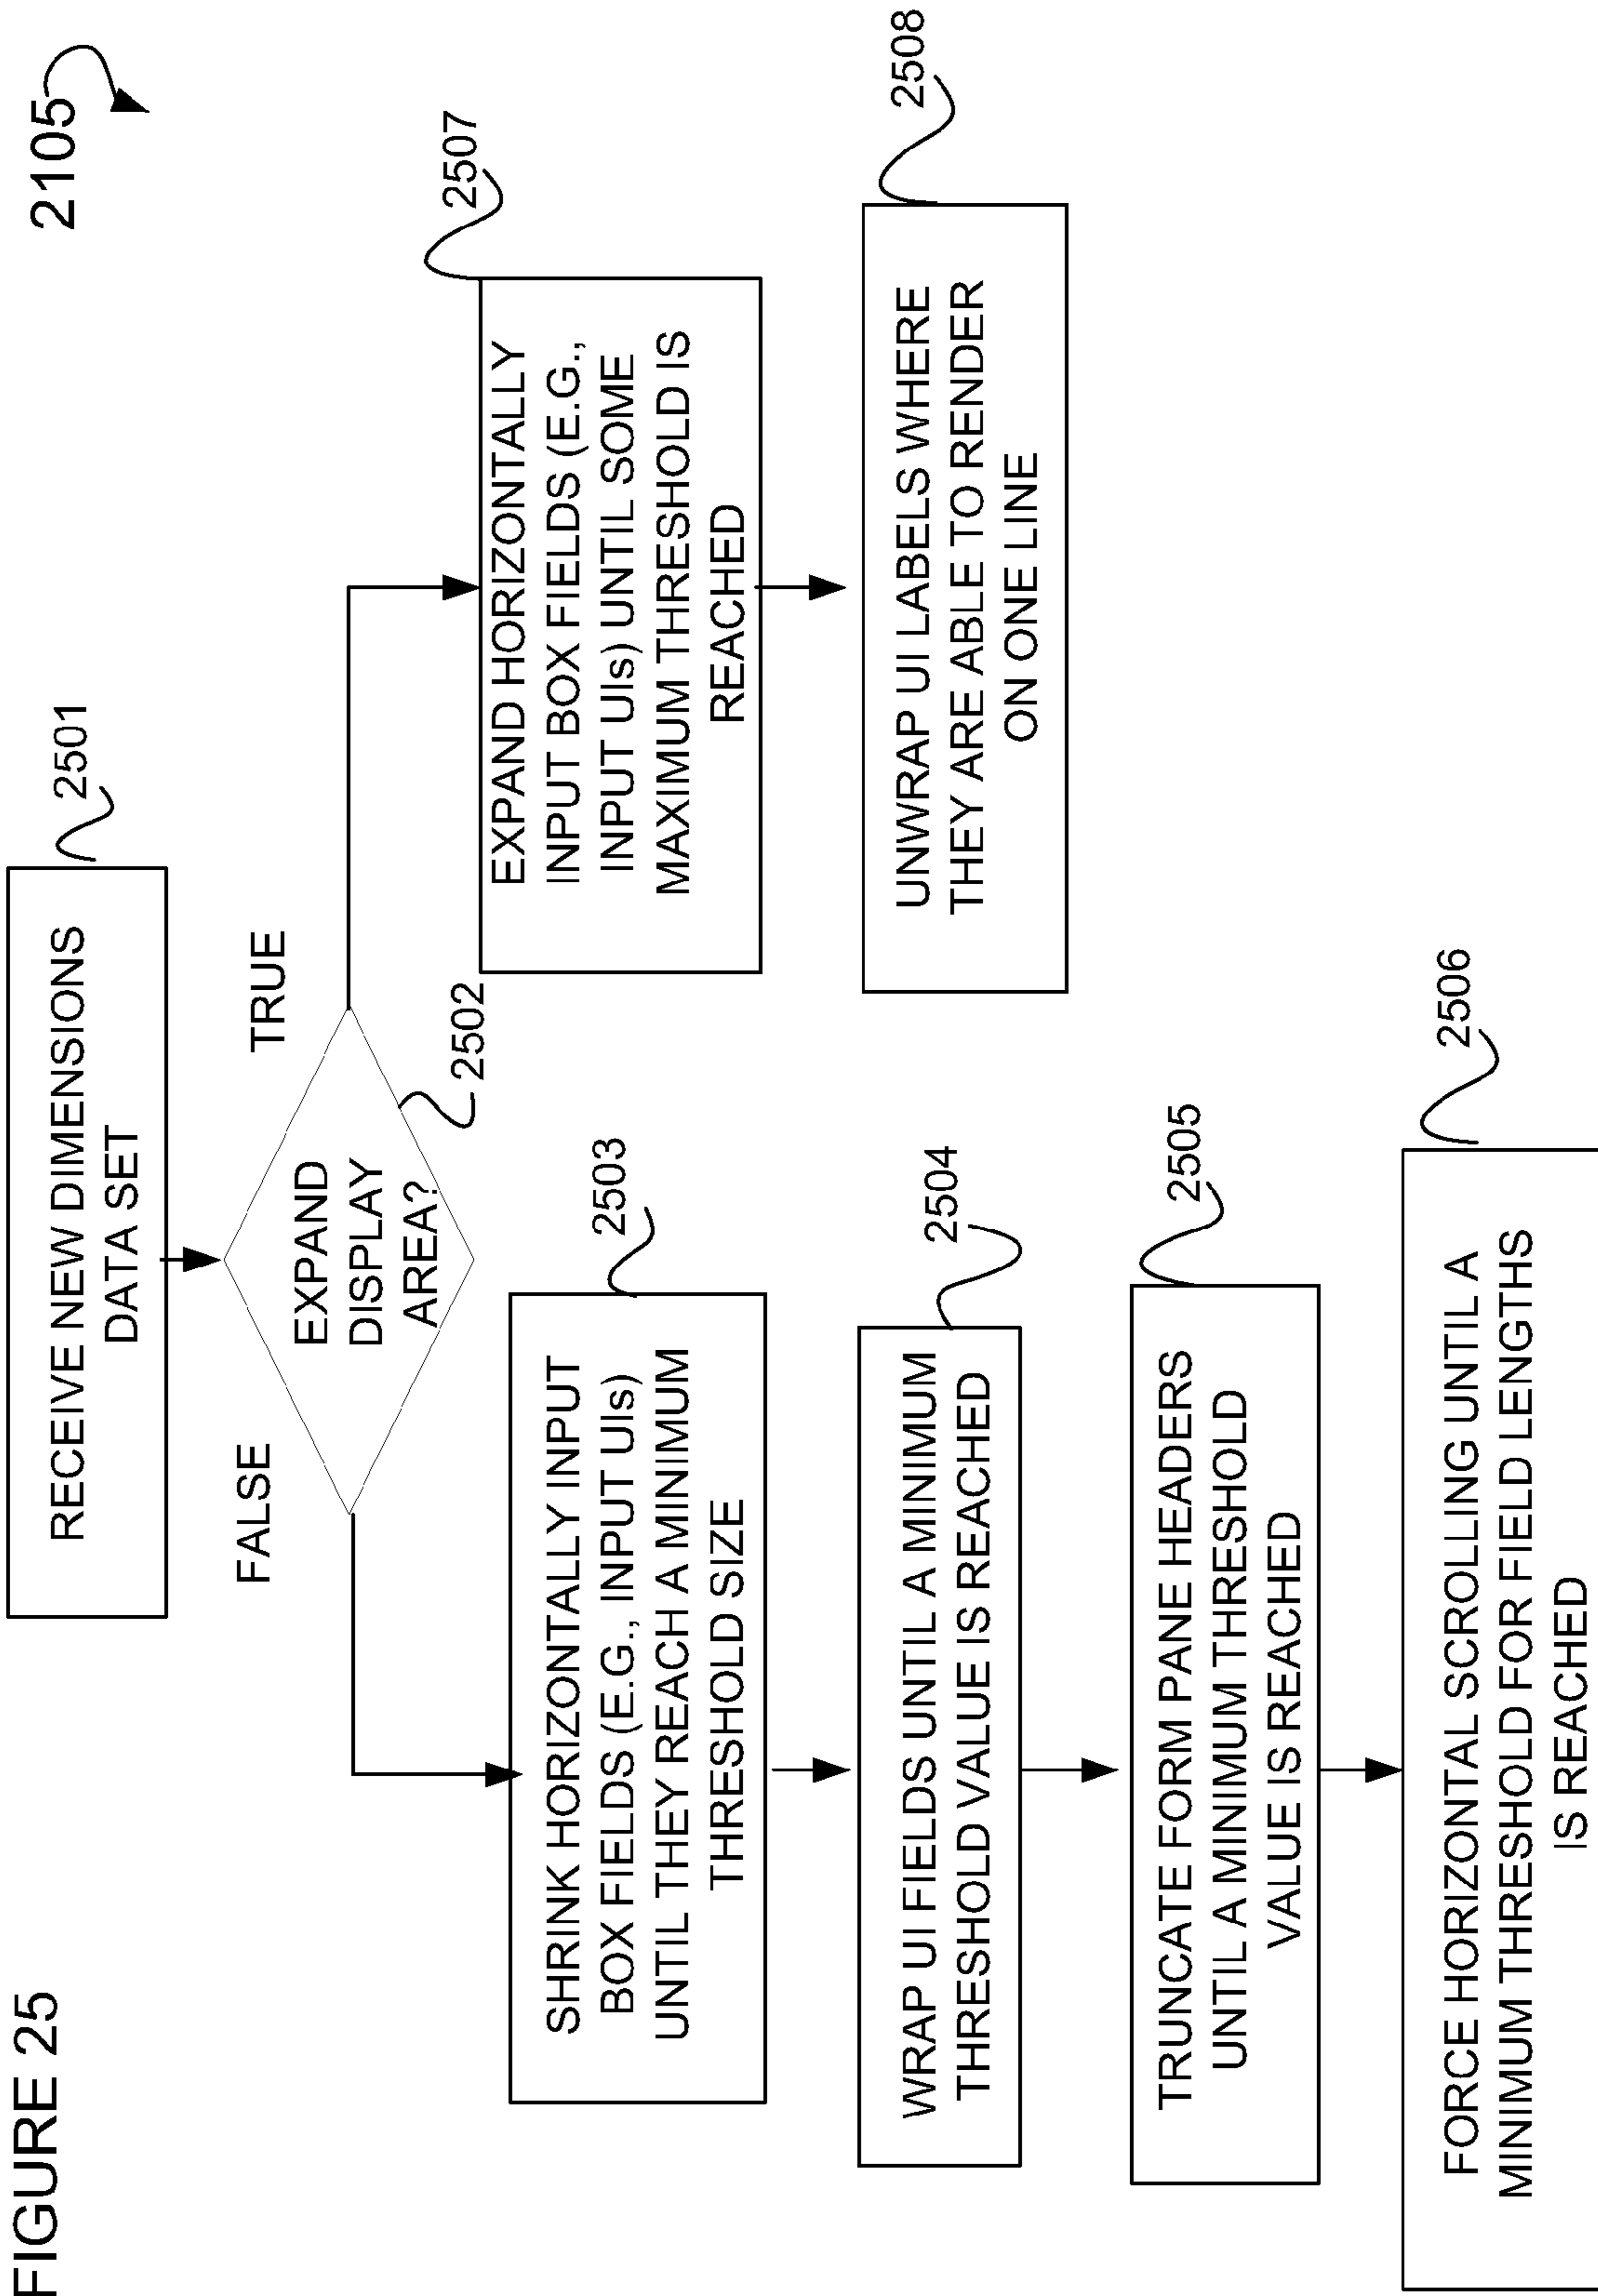 FIGURE 25
2105
RECEIVE NEW DIMENSIONS
DATA SET
2501
EXPAND
DISPLAY
AREA?
2502
FALSE
TRUE
SHRINK HORIZONTALLY INPUT
BOX FIELDS (E.G., INPUT UIs)
UNTIL THEY REACH A MINIMUM
THRESHOLD SIZE
2503
WRAP UI FIELDS UNTIL A MINIMUM
THRESHOLD VALUE IS REACHED
2504
TRUNCATE FORM PANE HEADERS
UNTIL A MINIMUM THRESHOLD
VALUE IS REACHED
2505
FORCE HORIZONTAL SCROLLING UNTIL A
MINIMUM THRESHOLD FOR FIELD LENGTHS
IS REACHED
2506
EXPAND HORIZONTALLY
INPUT BOX FIELDS (E.G.,
INPUT UIs) UNTIL SOME
MAXIMUM THRESHOLD IS
REACHED
2507
UNWRAP UI LABELS WHERE
THEY ARE ABLE TO RENDER
ON ONE LINE
2508